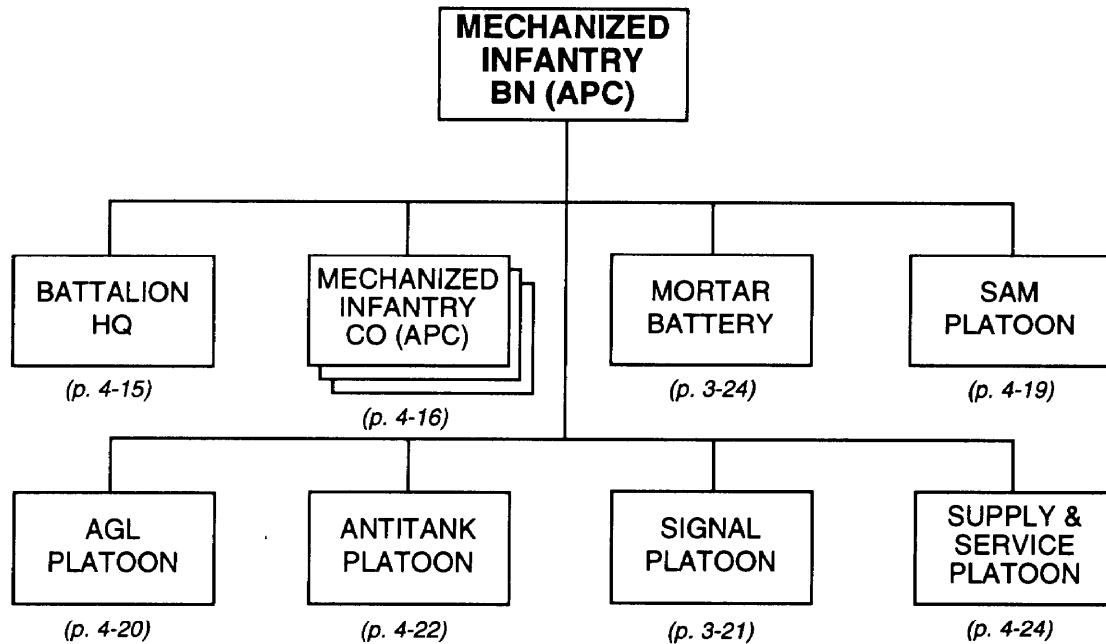 MECHANIZED
INFANTRY
BN (APC)
BATTALION
HQ
(p. 4-15)
MECHANIZED
INFANTRY
CO (APC)
(p. 4-16)
MORTAR
BATTERY
(p. 3-24)
SAM
PLATOON
(p. 4-19)
AGL
PLATOON
(p. 4-20)
ANTITANK
PLATOON
(p. 4-22)
SIGNAL
PLATOON
(p. 3-21)
SUPPLY &
SERVICE
PLATOON
(p. 4-24)